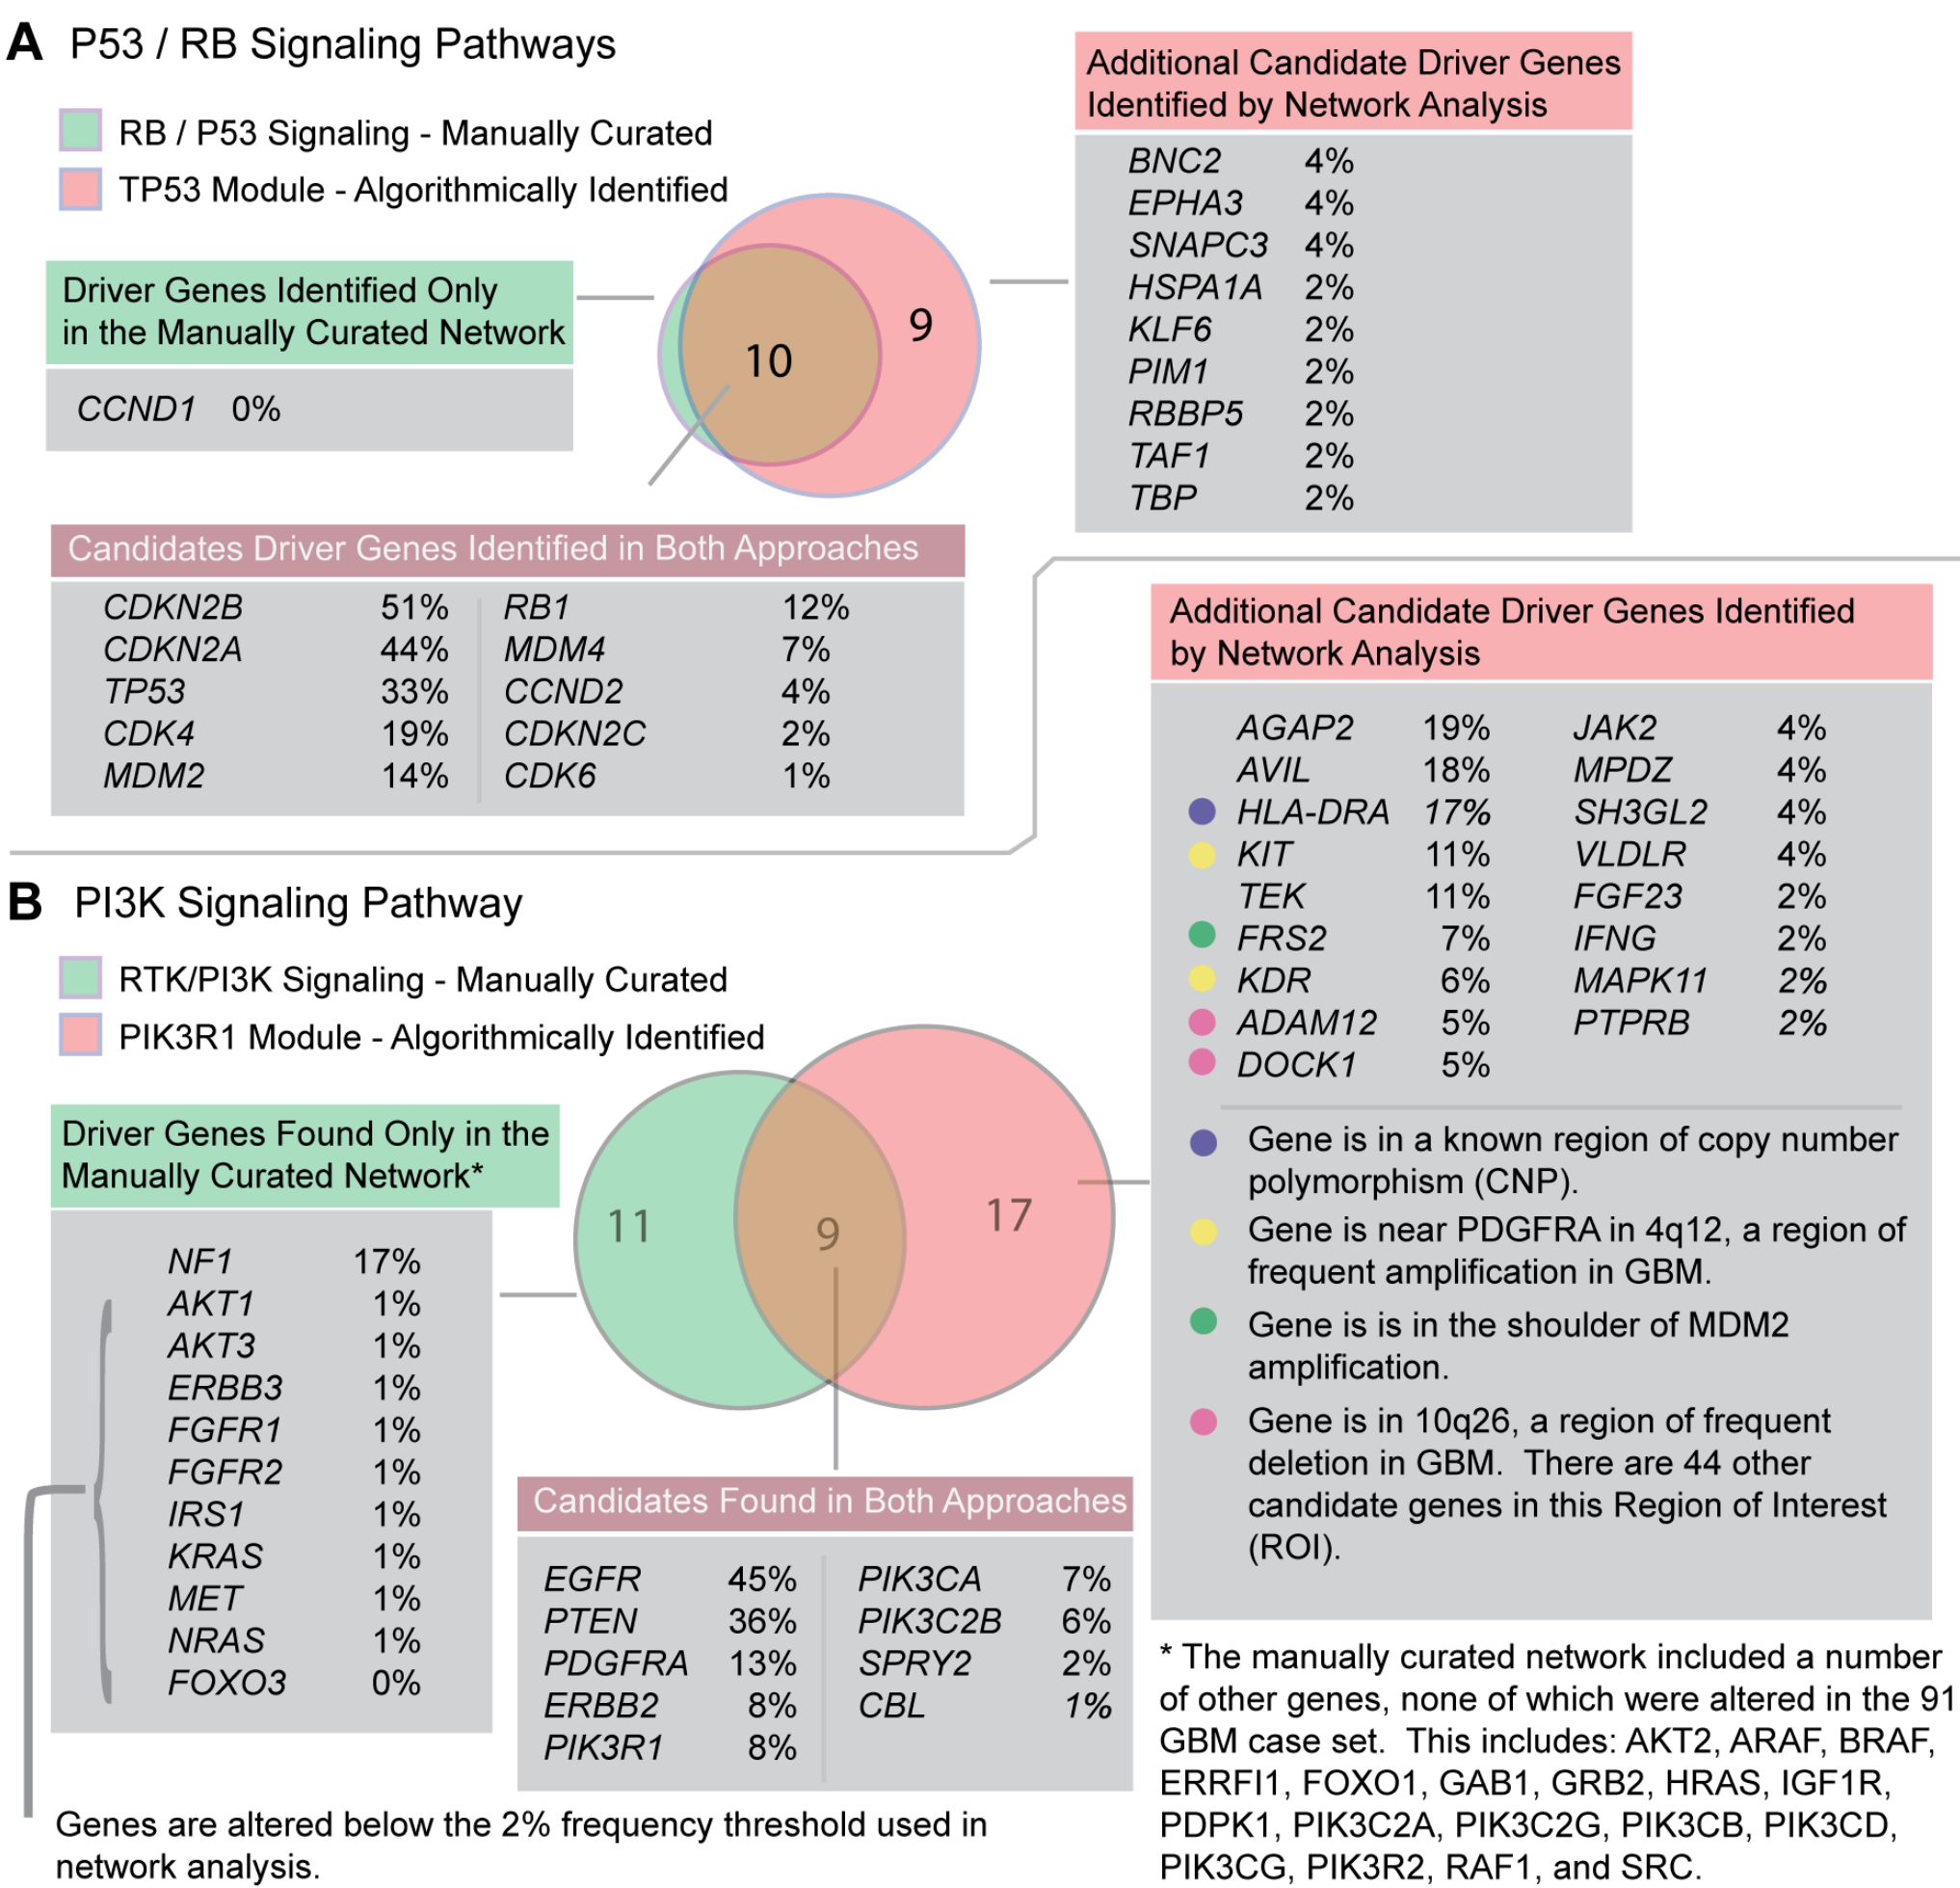 A P53 / RB Signaling Pathways
RB / P53 Signaling - Manually Curated
TP53 Module - Algorithmically Identified
Driver Genes Identified Only
in the Manually Curated Network
CCND1 0%
10
9
Additional Candidate Driver Genes
Identified by Network Analysis
BNC2 4%
EPHA3 4%
SNAPC3 4%
HSPA1A 2%
KLF6 2%
PIM1 2%
RBBP5 2%
TAF1 2%
TBP 2%
Candidates Driver Genes Identified in Both Approaches
CDKN2B 51% RB1 12%
CDKN2A 44% MDM4 7%
TP53 33% CCND2 4%
CDK4 19% CDKN2C 2%
MDM2 14% CDK6 1%
B PI3K Signaling Pathway
RTK/PI3K Signaling - Manually Curated
PIK3R1 Module - Algorithmically Identified
Driver Genes Found Only in the
Manually Curated Network*
NF1 17%
AKT1 1%
AKT3 1%
ERBB3 1%
FGFR1 1%
FGFR2 1%
IRS1 1%
KRAS 1%
MET 1%
NRAS 1%
FOXO3 0%
Genes are altered below the 2% frequency threshold used in
network analysis.
11
9
17
Candidates Found in Both Approaches
EGFR 45% PIK3CA 7%
PTEN 36% PIK3C2B 6%
PDGFRA 13% SPRY2 2%
ERBB2 8% CBL 1%
PIK3R1 8%
Additional Candidate Driver Genes Identified
by Network Analysis
AGAP2 19% JAK2 4%
AVIL 18% MPDZ 4%
HLA-DRA 17% SH3GL2 4%
KIT 11% VLDLR 4%
TEK 11% FGF23 2%
FRS2 7% IFNG 2%
KDR 6% MAPK11 2%
ADAM12 5% PTPRB 2%
DOCK1 5%
Gene is in a known region of copy number
polymorphism (CNP).
Gene is near PDGFRA in 4q12, a region of
frequent amplification in GBM.
Gene is is in the shoulder of MDM2
amplification.
Gene is in 10q26, a region of frequent
deletion in GBM. There are 44 other
candidate genes in this Region of Interest
(ROI).
* The manually curated network included a number
of other genes, none of which were altered in the 91
GBM case set. This includes: AKT2, ARAF, BRAF,
ERRFI1, FOXO1, GAB1, GRB2, HRAS, IGF1R,
PDPK1, PIK3C2A, PIK3C2G, PIK3CB, PIK3CD,
PIK3CG, PIK3R2, RAF1, and SRC.